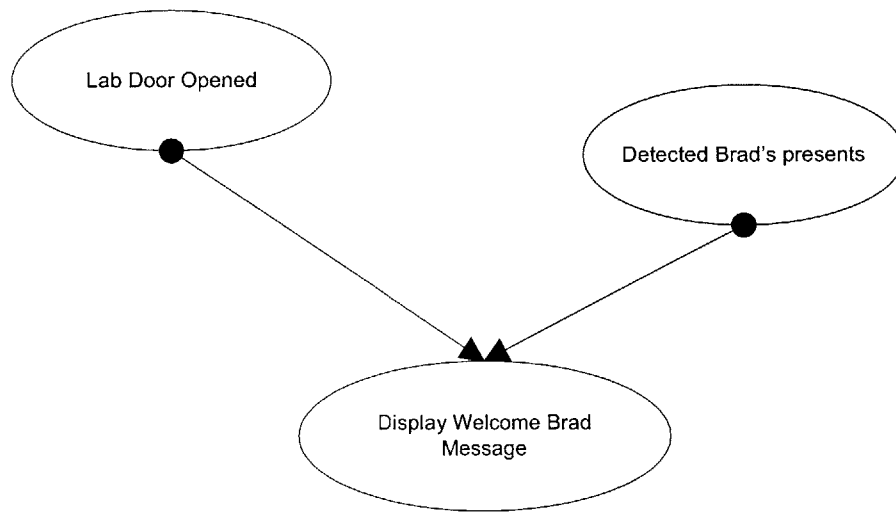 Lab Door Opened
Detected Brad's presents
Display Welcome Brad
Message